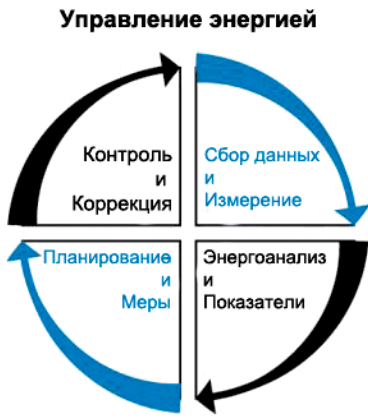 Управление энергией
Контроль
и
Коррекция
Сбор данных
и
Измерение
Планирование
и
Меры
Энергоанализ
и
Показатели